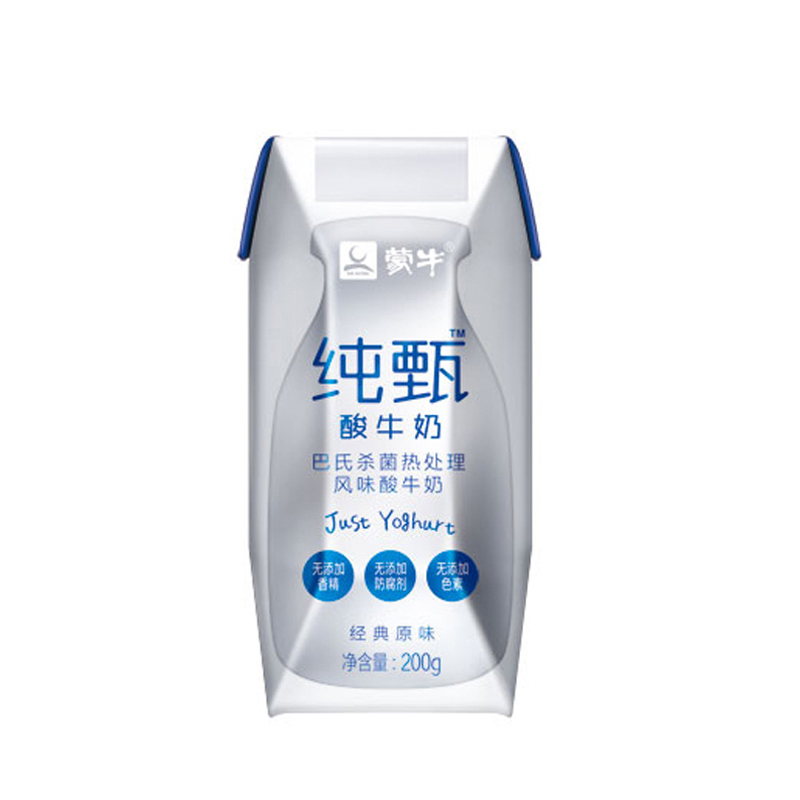 蒙牛®
纯甄™
酸牛奶
巴氏杀菌热处理
风味酸牛奶
Just Yoghurt
无添加
香精
无添加
防腐剂
无添加
色素
经典原味
净含量:200g